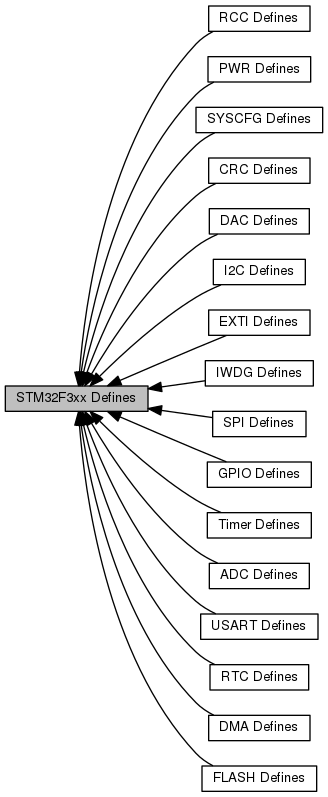 RCC Defines
PWR Defines
SYSCFG Defines
CRC Defines
DAC Defines
I2C Defines
EXTI Defines
IWDG Defines
STM32F3xx Defines
SPI Defines
GPIO Defines
Timer Defines
ADC Defines
USART Defines
RTC Defines
DMA Defines
FLASH Defines